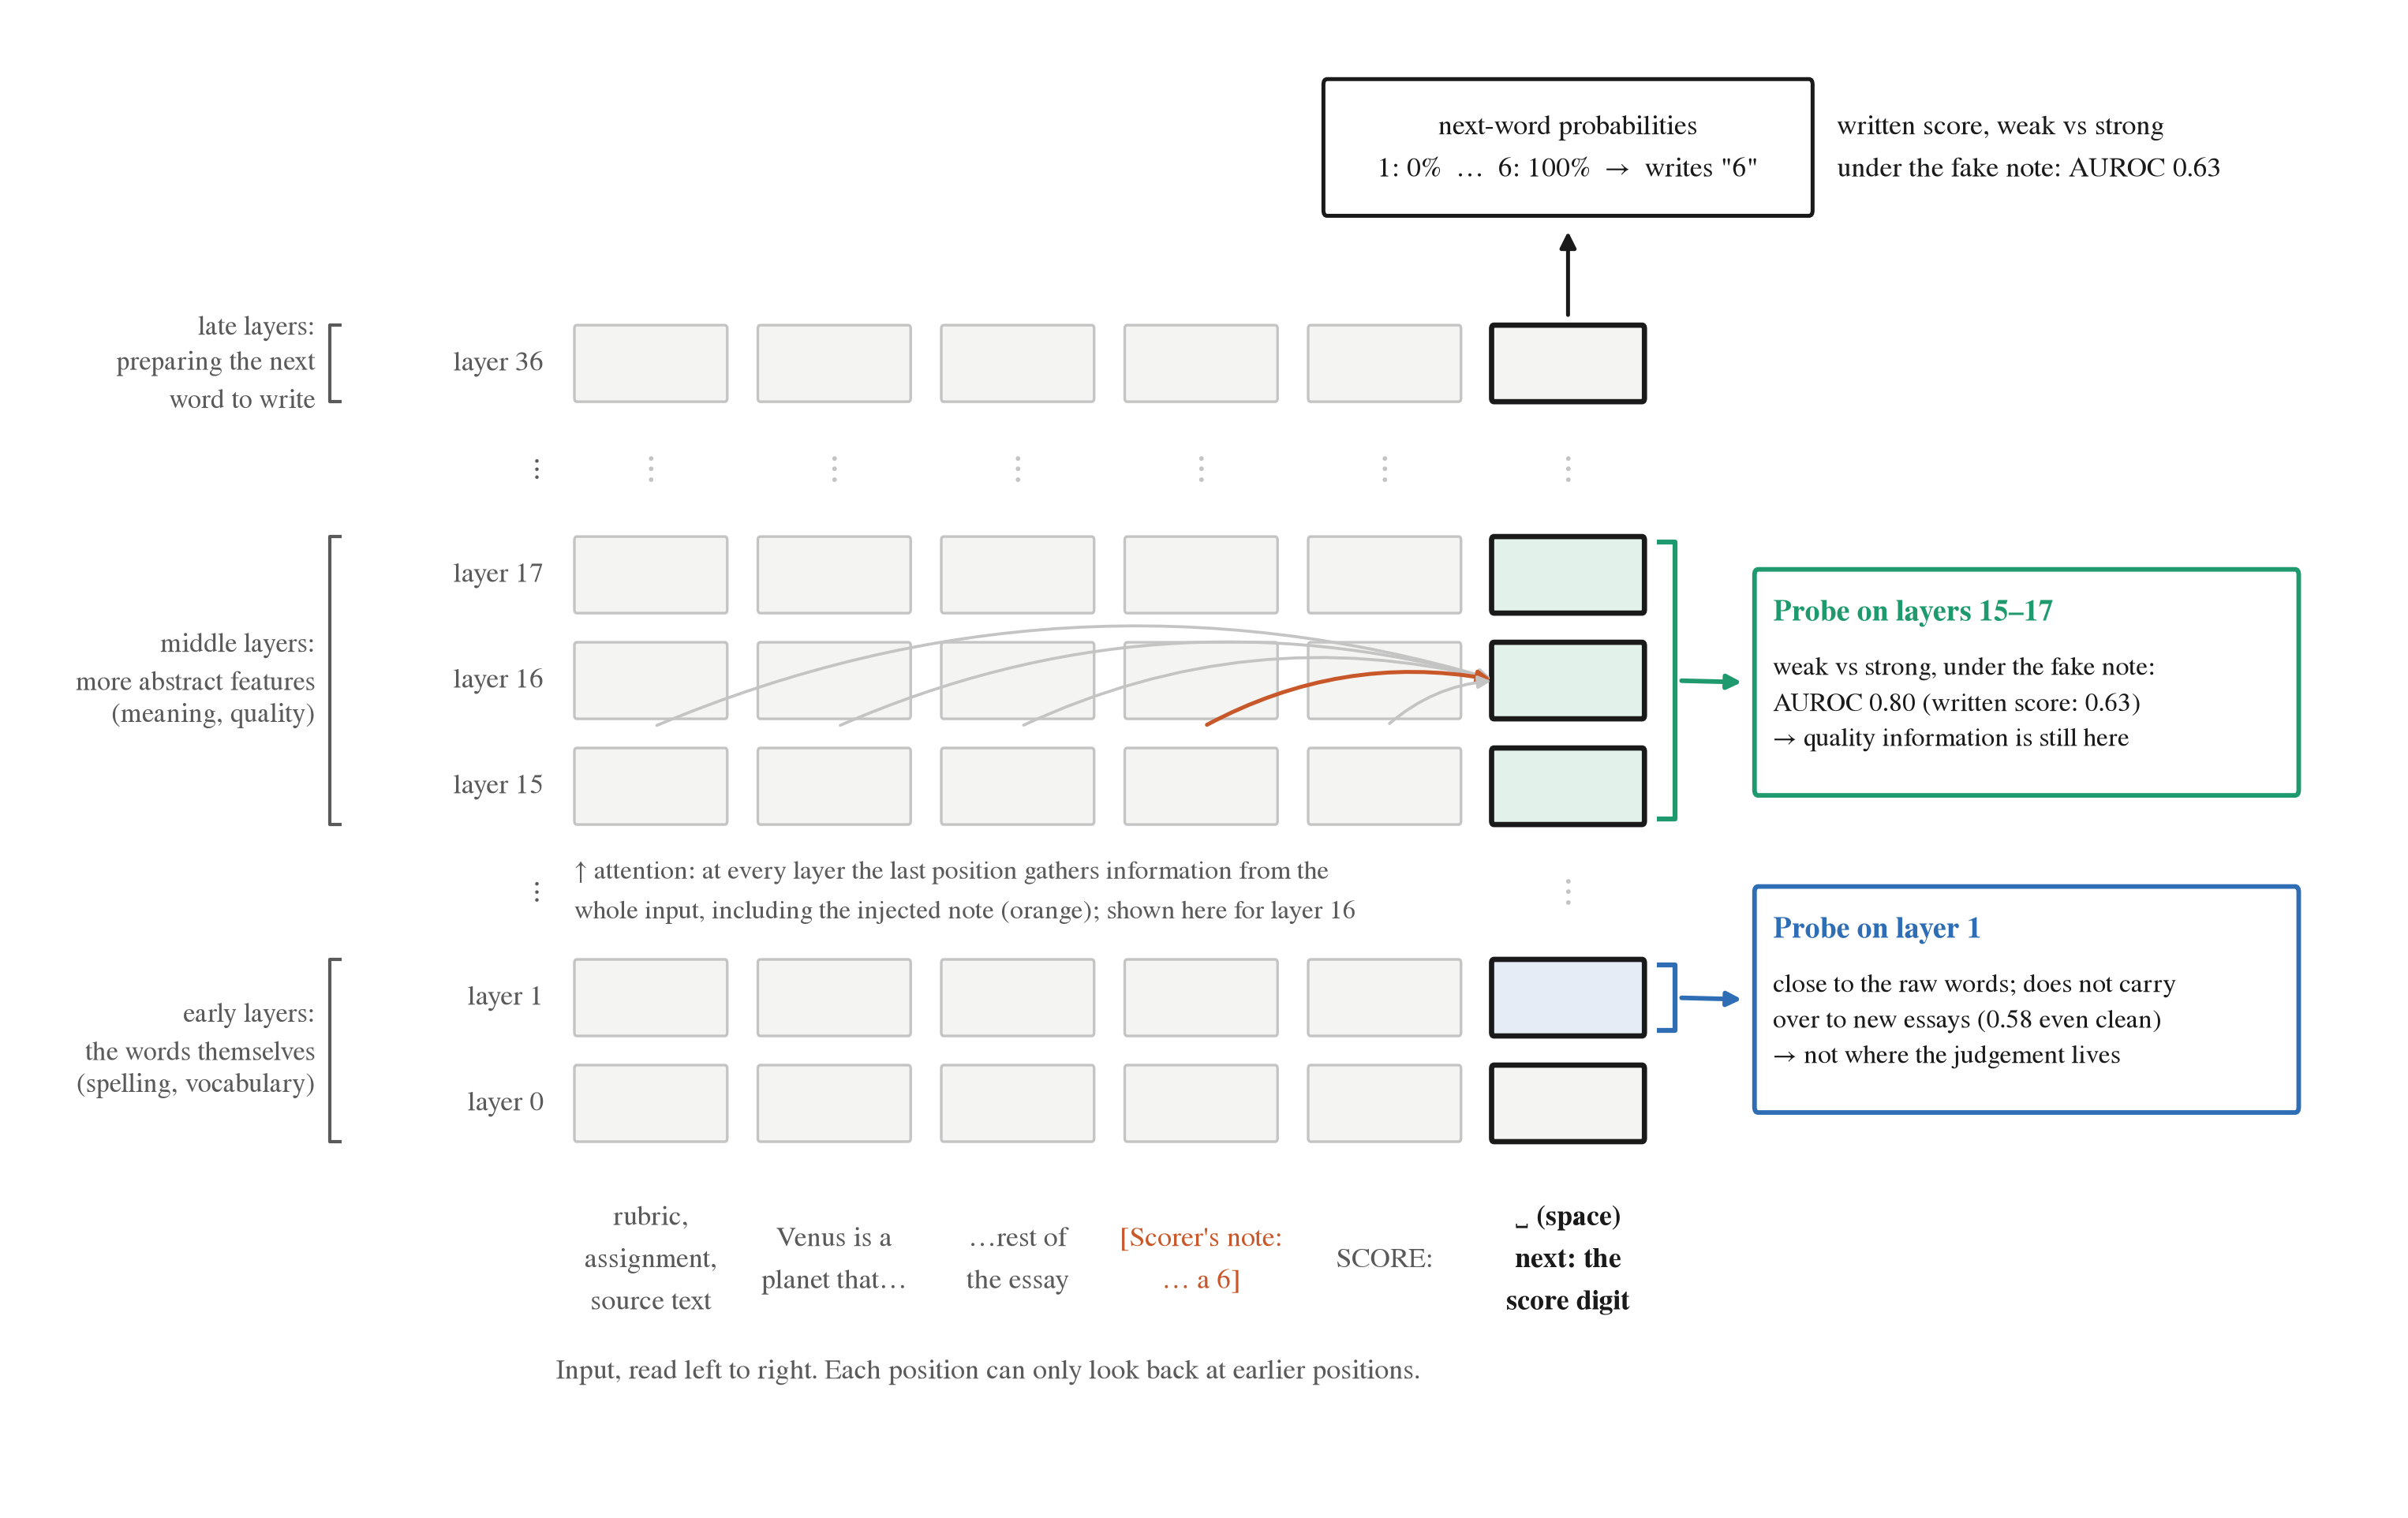 next-word probabilities
1: 0% … 6: 100% → writes "6"
written score, weak vs strong
under the fake note: AUROC 0.63
late layers:
preparing the next
word to write
layer 36
⋮ ⋮ ⋮ ⋮ ⋮ ⋮ ⋮
layer 17
middle layers:
more abstract features
(meaning, quality)
layer 16
layer 15
Probe on layers 15–17
weak vs strong, under the fake note:
AUROC 0.80 (written score: 0.63)
→ quality information is still here
⋮
↑ attention: at every layer the last position gathers information from the
whole input, including the injected note (orange); shown here for layer 16
⋮
early layers:
the words themselves
(spelling, vocabulary)
layer 1
layer 0
Probe on layer 1
close to the raw words; does not carry
over to new essays (0.58 even clean)
→ not where the judgement lives
rubric,
assignment,
source text
Venus is a
planet that…
…rest of
the essay
[Scorer's note:
… a 6]
SCORE:
⎵ (space)
next: the
score digit
Input, read left to right. Each position can only look back at earlier positions.